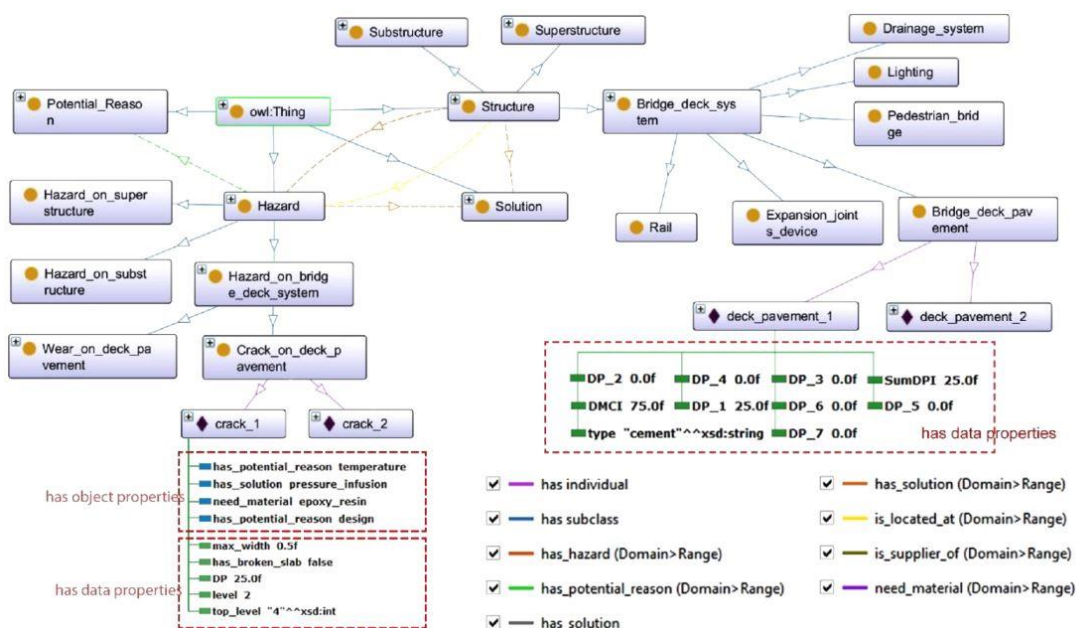 Substructure
Superstructure
Drainage_system
Lighting
Pedestrian_brid
ge
Potential_Reaso
n
owl:Thing
Structure
Bridge_deck_sys
tem
Hazard_on_super
structure
Hazard
Solution
Rail
Expansion_joint
s_device
Bridge_deck_pav
ement
Hazard_on_subst
ructure
Hazard_on_bridg
e_deck_system
deck_pavement_1
deck_pavement_2
Wear_on_deck_pa
vement
Crack_on_deck_p
avement
DP_2 0.0f
DP_4 0.0f
DP_3 0.0f
SumDPI 25.0f
DMCI 75.0f
DP_1 25.0f
DP_6 0.0f
DP_5 0.0f
type "cement"^^xsd:string
DP_7 0.0f
has data properties
crack_1
crack_2
has object properties
has_potential_reason temperature
has_solution pressure_infusion
need_material epoxy_resin
has_potential_reason design
has data properties
max_width 0.5f
has_broken_slab false
DP 25.0f
level 2
top_level "4"^^xsd:int
has individual
has subclass
has_hazard (Domain>Range)
has_potential_reason (Domain>Range)
has_solution
has_solution (Domain>Range)
is_located_at (Domain>Range)
is_supplier_of (Domain>Range)
need_material (Domain>Range)